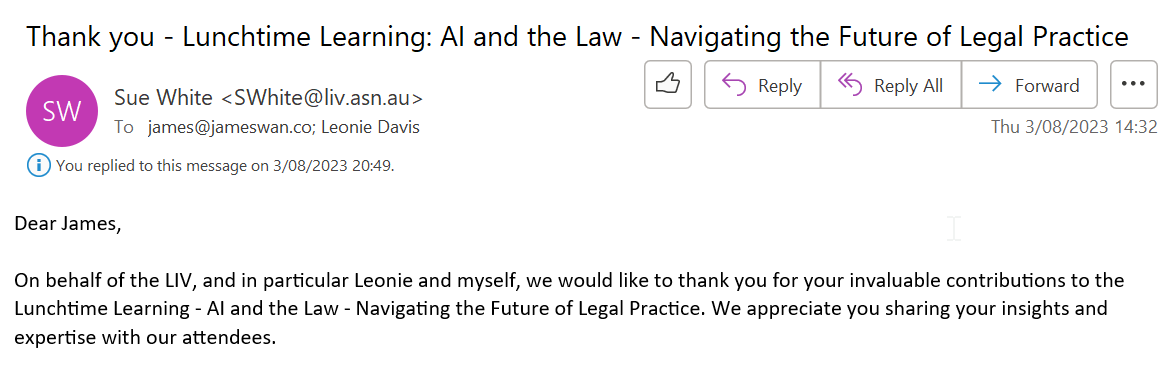 Thank you - Lunchtime Learning: AI and the Law - Navigating the Future of Legal Practice
SW
Sue White <SWhite@liv.asn.au>
Reply
Reply All
Forward
To james@jameswan.co; Leonie Davis
Thu 3/08/2023 14:32
You replied to this message on 3/08/2023 20:49.
Dear James,
On behalf of the LIV, and in particular Leonie and myself, we would like to thank you for your invaluable contributions to the
Lunchtime Learning - AI and the Law - Navigating the Future of Legal Practice. We appreciate you sharing your insights and
expertise with our attendees.